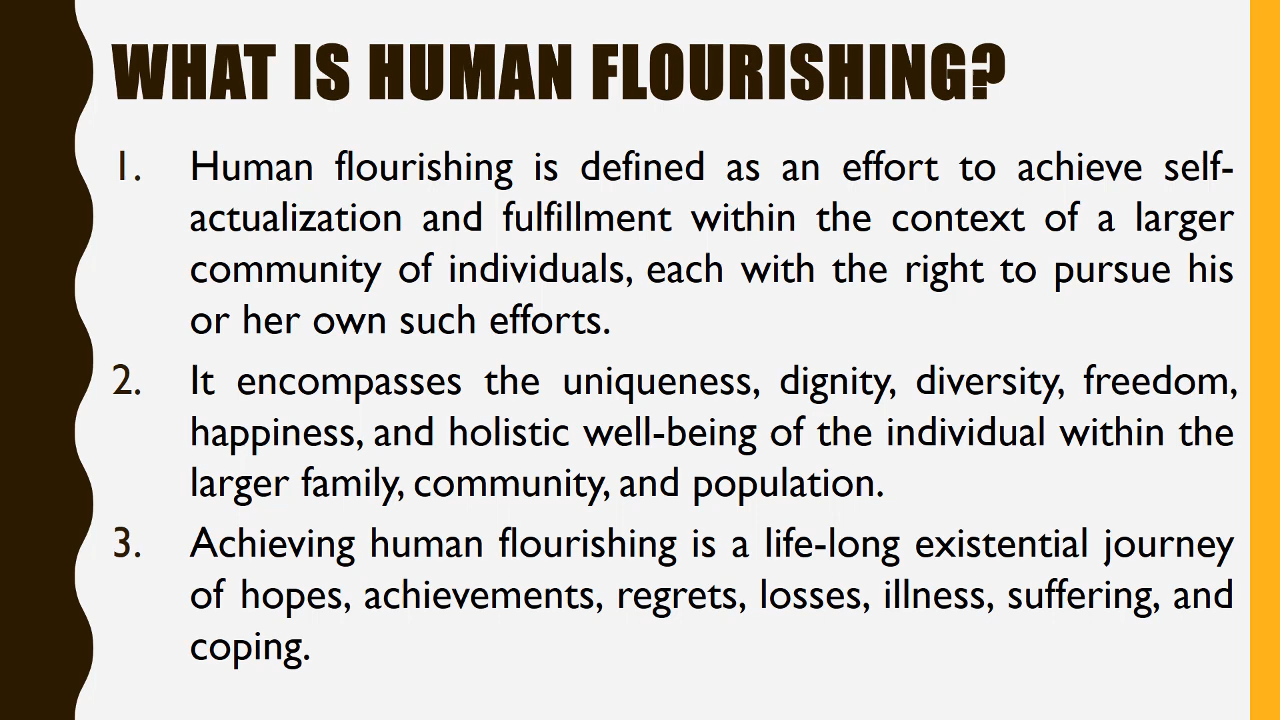 WHAT IS HUMAN FLOURISHING?
1. Human flourishing is defined as an effort to achieve self-
actualization and fulfillment within the context of a larger
community of individuals, each with the right to pursue his
or her own such efforts.
2. It encompasses the uniqueness, dignity, diversity, freedom,
happiness, and holistic well-being of the individual within the
larger family, community, and population.
3. Achieving human flourishing is a life-long existential journey
of hopes, achievements, regrets, losses, illness, suffering, and
coping.